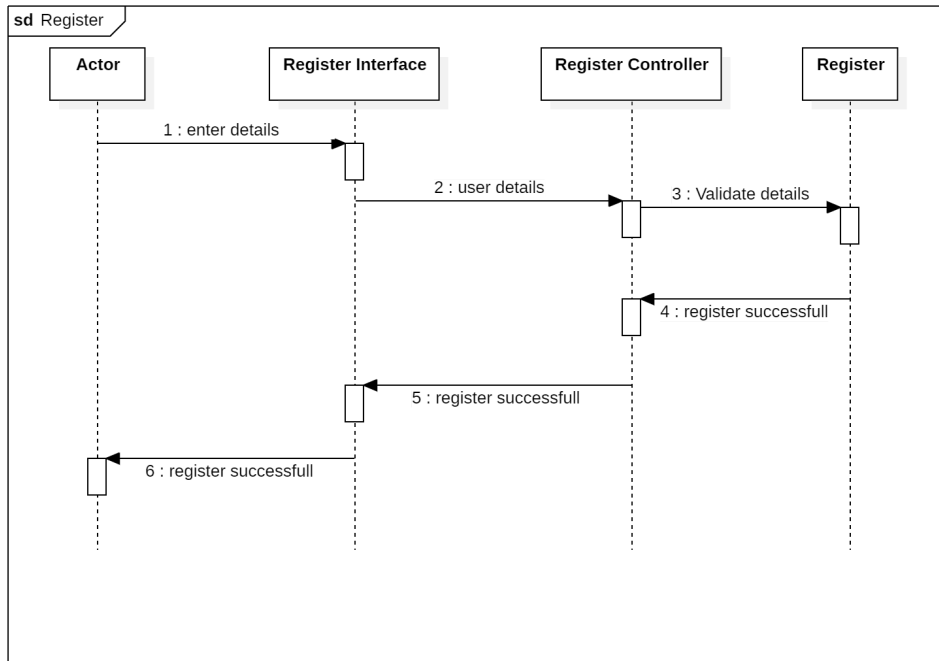 sd Register
Actor
Register Interface
Register Controller
Register
1 : enter details
2 : user details
3 : Validate details
4 : register successfull
5 : register successfull
6 : register successfull